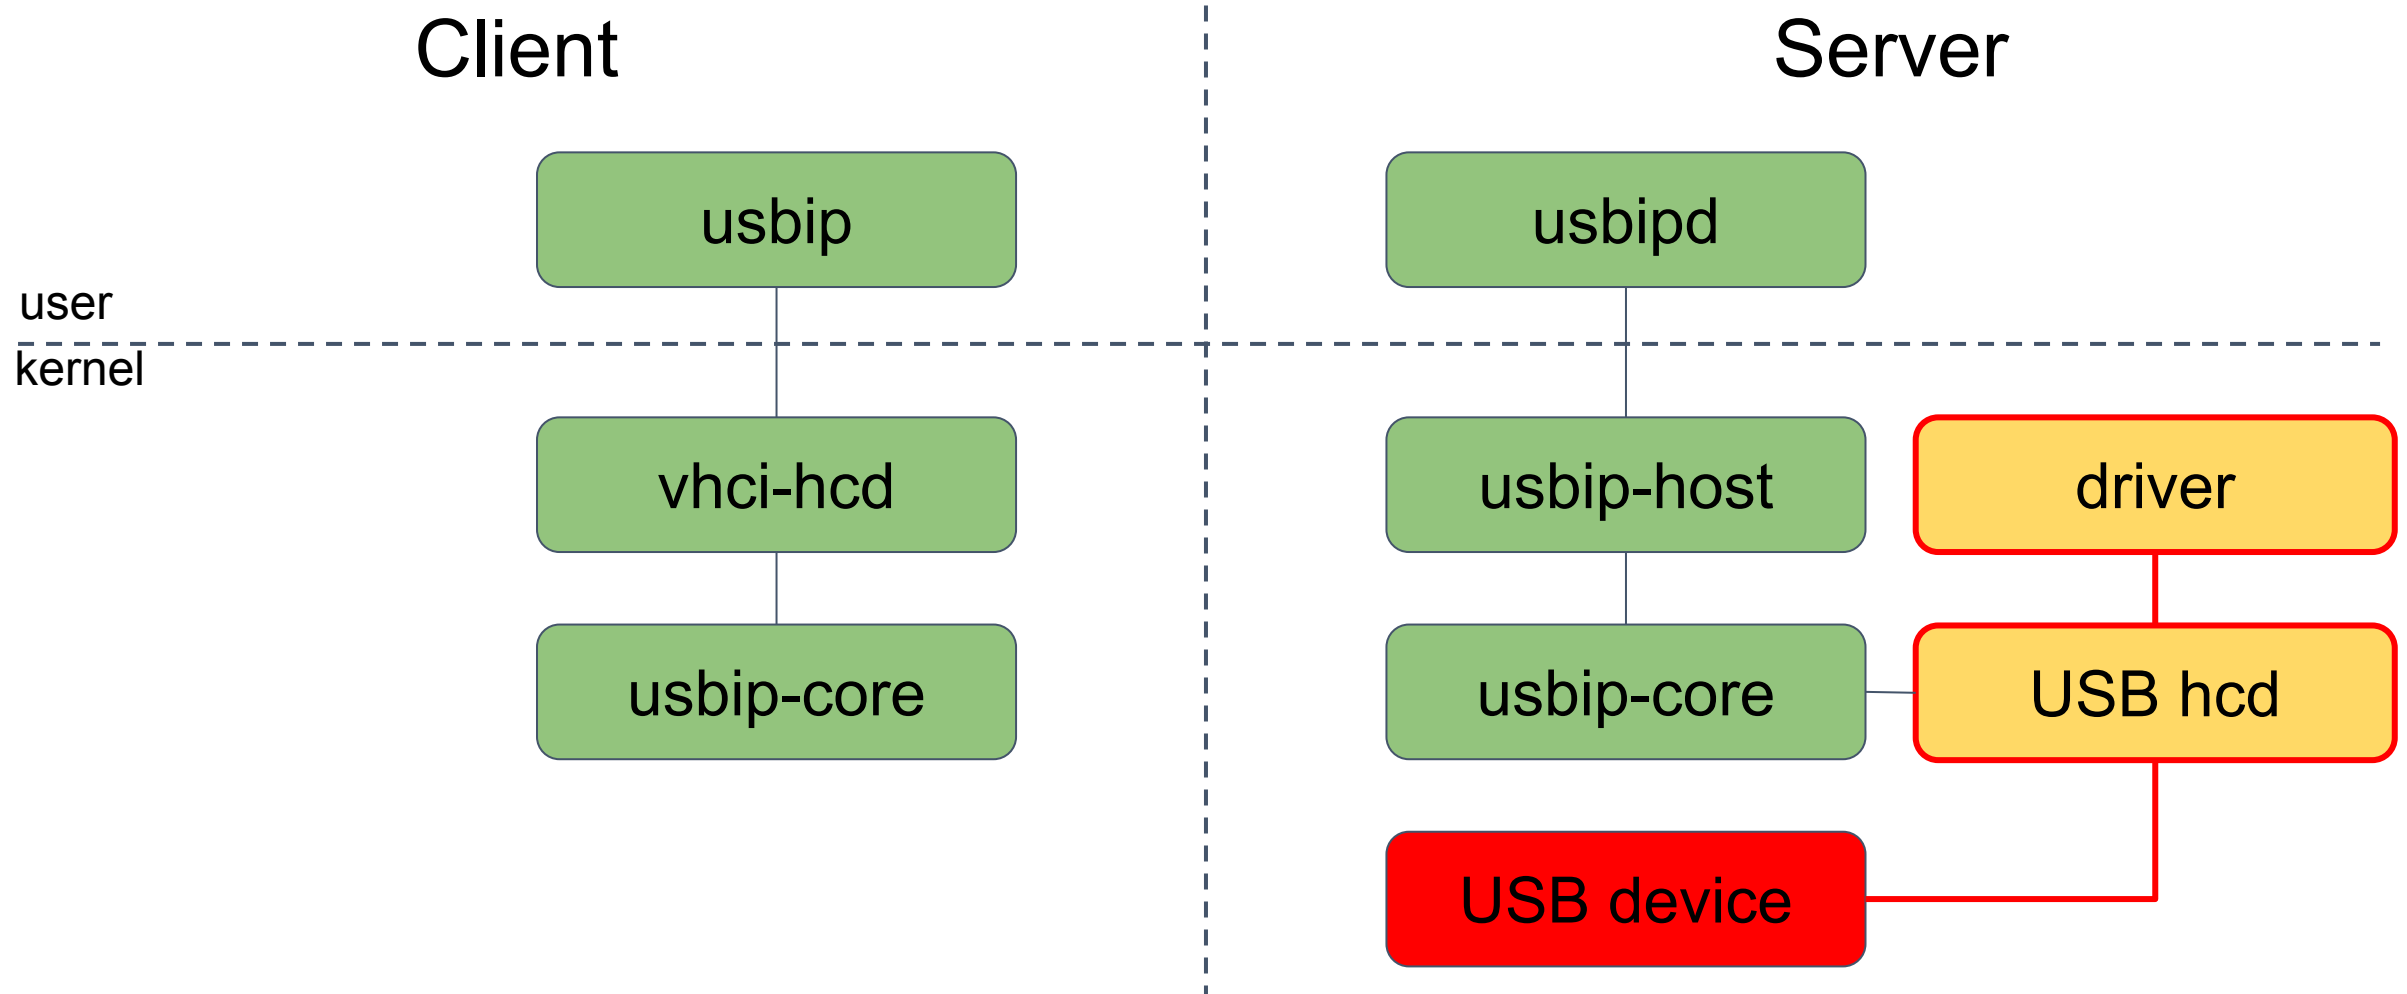 Client
Server
usbip
usbipd
user
kernel
vhci-hcd
usbip-host
driver
usbip-core
usbip-core
USB hcd
USB device